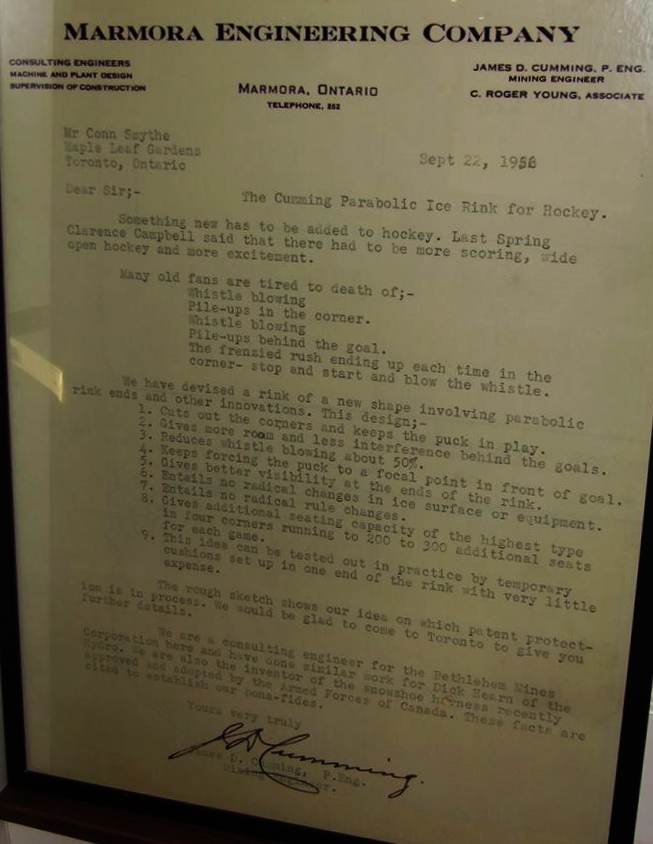 MARMORA ENGINEERING COMPANY
CONSULTING ENGINEERS
MACHINE AND PLANT DESIGN
SUPERVISION OF CONSTRUCTION
MARMORA, ONTARIO
TELEPHONE, 262
JAMES D. CUMMING, P. ENG.
MINING ENGINEER
C. ROGER YOUNG, ASSOCIATE
Mr Conn Smythe
Maple Leaf Gardens
Toronto, Ontario
Sept 22, 1958
Dear Sir;-
The Cumming Parabolic Ice Rink for Hockey.
Something new has to be added to hockey. Last Spring
Clarence Campbell said that there had to be more scoring, wide
open hockey and more excitement.
Many old fans are tired to death of;-
Whistle blowing
Pile-ups in the corner.
Whistle blowing
Pile-ups behind the goal.
The frenzied rush ending up each time in the
corner- stop and start and blow the whistle.
We have devised a rink of a new shape involving parabolic
rink ends and other innovations. This design;-
1. Cuts out the corners and keeps the puck in play.
2. Gives more room and less interference behind the goals.
3. Reduces whistle blowing about 50%.
4. Keeps forcing the puck to a focal point in front of goal.
5. Gives better visibility at the ends of the rink.
6. Entails no radical changes in ice surface or equipment.
7. Entails no radical rule changes.
8. Gives additional seating capacity of the highest type
in four corners running to 200 to 300 additional seats
for each game.
9. This idea can be tested out in practice by temporary
cushions set up in one end of the rink with very little
expense.
The rough sketch shows our idea on which patent protect-
ion is in process. We would be glad to come to Toronto to give you
further details.
We are a consulting engineer for the Bethlehem Mines
Corporation here and have done similar work for Dick Hearn of the
Hydro. We are also the inventor of the snowshoe harness recently
approved and adopted by the Armed Forces of Canada. These facts are
cited to establish our bona-fides.
Yours very truly
J D Cumming.
James D. Cumming, P.Eng.
Mining Engineer.